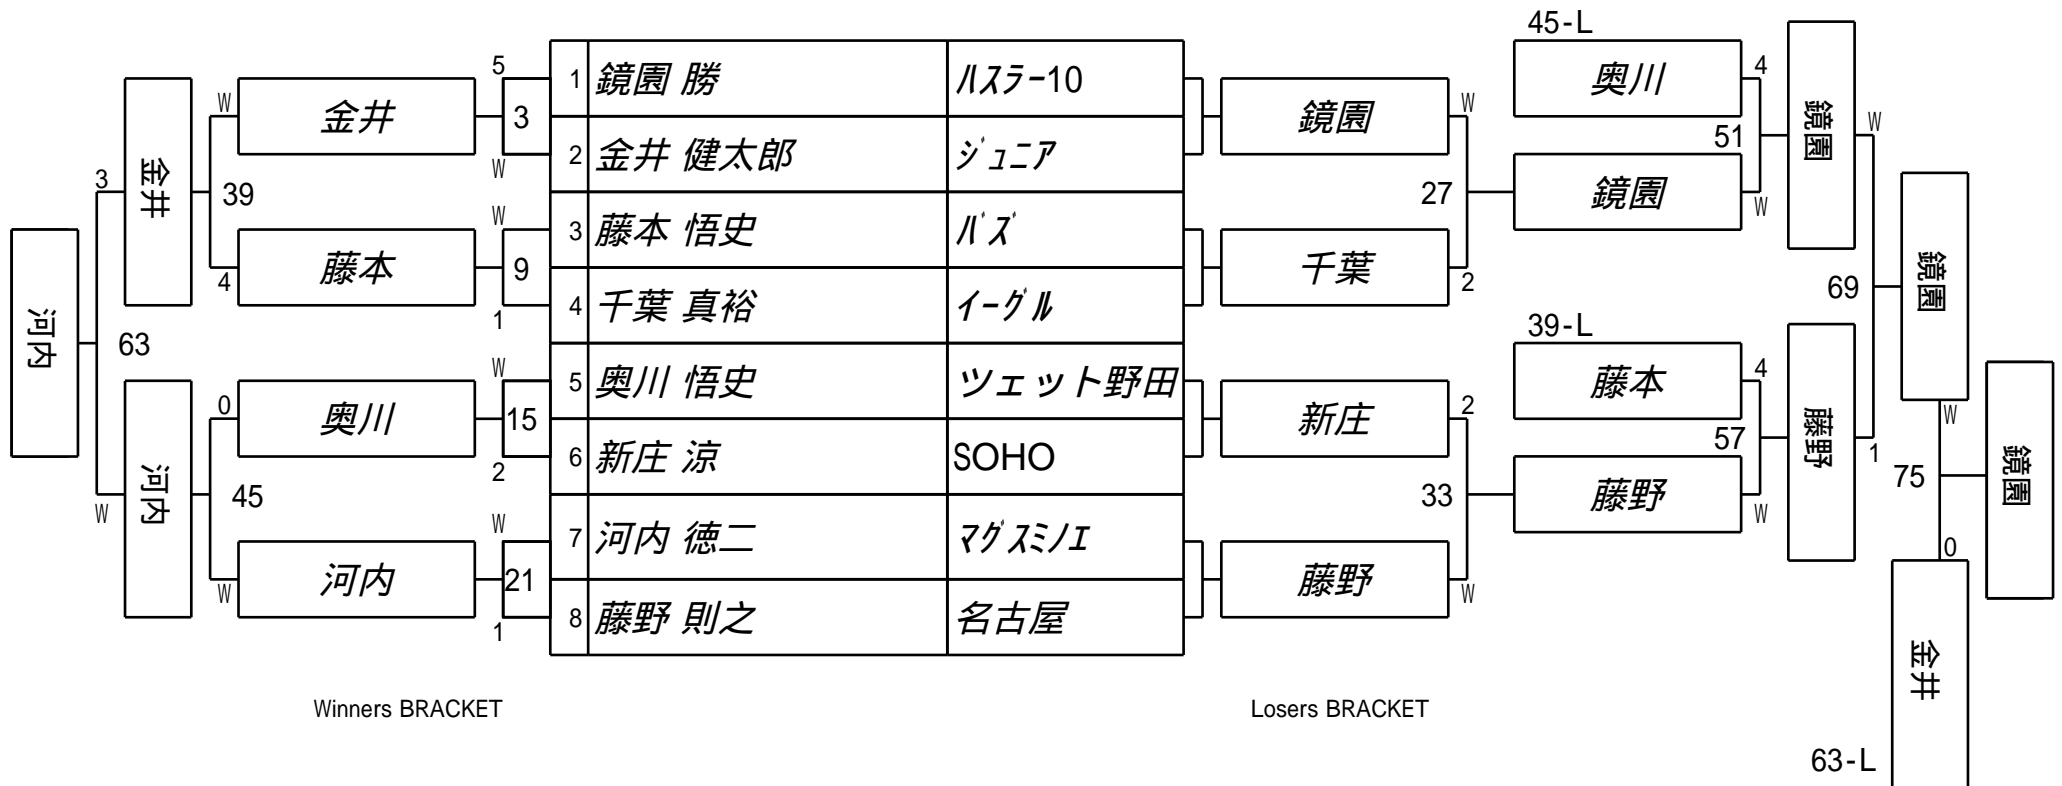 45-L
5 1 鏡園 勝 ﾊｽﾗｰ10 奥川 4
W 金井 3 鏡園 W 鏡園 W
2 金井 健太郎 ｼﾞｭﾆｱ 51
W
3 金井 39 27 鏡園 W 鏡園
W 3 藤本 悟史 ﾊﾞｽﾞ
4 藤本 9 千葉 2
1 4 千葉 真裕 ｲｰｸﾞﾙ 69
河内 63 39-L
W 5 奥川 悟史 ツェット野田 藤本 4
0 奥川 15 新庄 2 藤野 1 W
2 6 新庄 涼 SOHO 57
河内 W 45 33 藤野 W 75 鏡園
W 7 河内 徳二 ﾏｸﾞｽﾐﾉｴ 0
W 河内 21 藤野 W
1 8 藤野 則之 名古屋
金井
Winners BRACKET Losers BRACKET
63-L